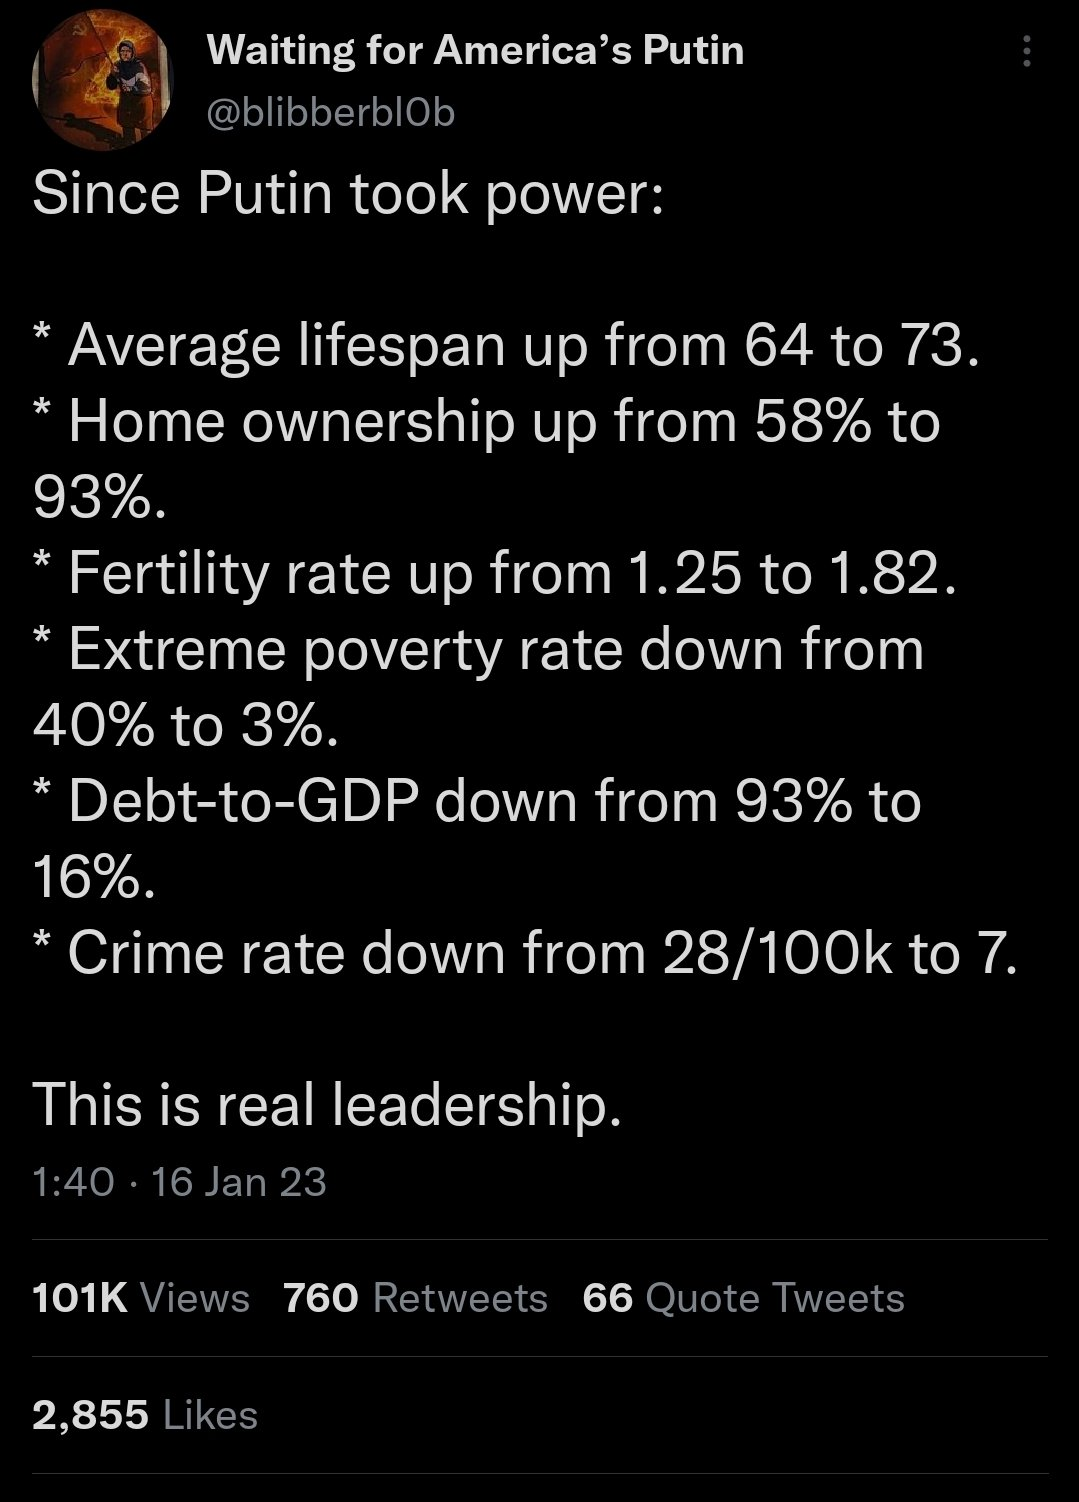 Waiting for America's Putin
@blibberbl0b
Since Putin took power:
* Average lifespan up from 64 to 73.
* Home ownership up from 58% to
93%.
* Fertility rate up from 1.25 to 1.82.
* Extreme poverty rate down from
40% to 3%.
* Debt-to-GDP down from 93% to
16%.
* Crime rate down from 28/100k to 7.
This is real leadership.
1:40 · 16 Jan 23
101K Views 760 Retweets 66 Quote Tweets
2,855 Likes